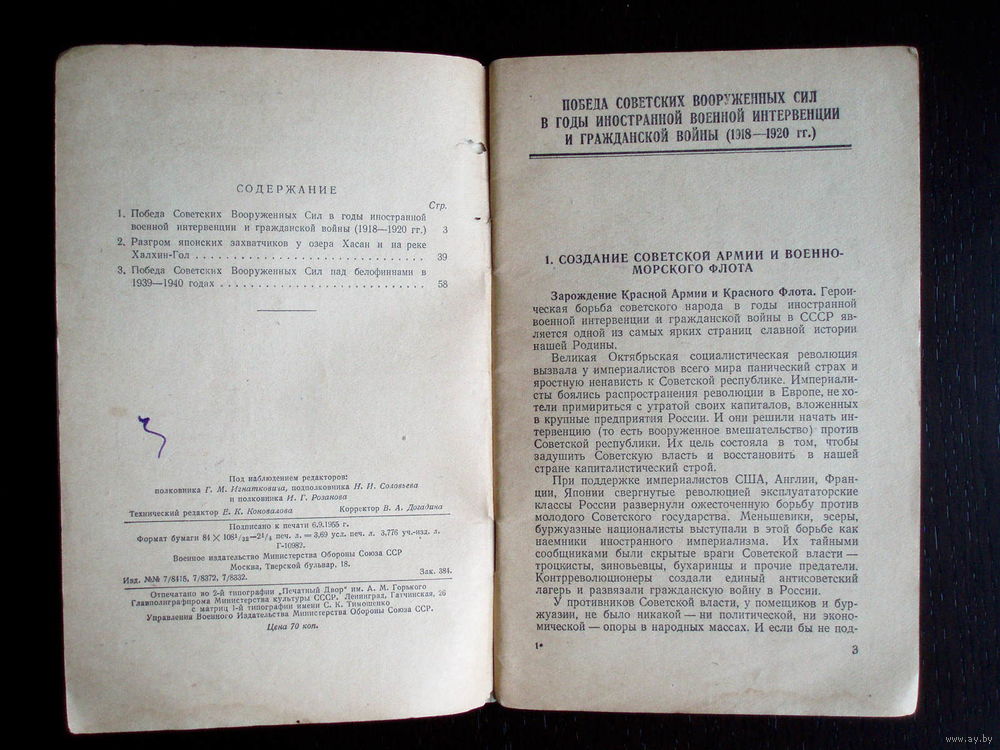 СОДЕРЖАНИЕ
Стр.
1. Победа Советских Вооруженных Сил в годы иностранной
военной интервенции и гражданской войны (1918—1920 гг.) 3
2. Разгром японских захватчиков у озера Хасан и на реке
Халхин-Гол . . . . . . . . . . . . . . . . . . . . . . . . . . . . 39
3. Победа Советских Вооруженных Сил над белофиннами в
1939—1940 годах . . . . . . . . . . . . . . . . . . . . . . . . . . 58
Под наблюдением редакторов:
полковника Г. М. Игнатковича, подполковника Н. И. Соловьева
и полковника И. Г. Розанова
Технический редактор Е. К. Коновалова Корректор В. А. Догадина
Подписано к печати 6.9.1955 г.
Формат бумаги 84 × 108¹/₃₂—2¹/₄ печ. л. = 3,69 усл. печ. л. 3,776 уч.-изд. л.
Г-10982.
Военное издательство Министерства Обороны Союза ССР
Москва, Тверской бульвар, 18.
Изд. №№ 7/8415, 7/8372, 7/8332. Зак. 384.
Отпечатано во 2-й типографии „Печатный Двор“ им. А. М. Горького
Главполиграфпрома Министерства культуры СССР. Ленинград, Гатчинская, 26
с матриц 1-й типографии имени С. К. Тимошенко
Управления Военного Издательства Министерства Обороны Союза ССР.
Цена 70 коп.
ПОБЕДА СОВЕТСКИХ ВООРУЖЕННЫХ СИЛ
В ГОДЫ ИНОСТРАННОЙ ВОЕННОЙ ИНТЕРВЕНЦИИ
И ГРАЖДАНСКОЙ ВОЙНЫ (1918—1920 гг.)
1. СОЗДАНИЕ СОВЕТСКОЙ АРМИИ И ВОЕННО-
МОРСКОГО ФЛОТА
Зарождение Красной Армии и Красного Флота. Герои-
ческая борьба советского народа в годы иностранной
военной интервенции и гражданской войны в СССР яв-
ляется одной из самых ярких страниц славной истории
нашей Родины.
Великая Октябрьская социалистическая революция
вызвала у империалистов всего мира панический страх и
яростную ненависть к Советской республике. Империали-
сты боялись распространения революции в Европе, не хо-
тели примириться с утратой своих капиталов, вложенных
в крупные предприятия России. И они решили начать ин-
тервенцию (то есть вооруженное вмешательство) против
Советской республики. Их цель состояла в том, чтобы
задушить Советскую власть и восстановить в нашей
стране капиталистический строй.
При поддержке империалистов США, Англии, Фран-
ции, Японии свергнутые революцией эксплуататорские
классы России развернули ожесточенную борьбу против
молодого Советского государства. Меньшевики, эсеры,
буржуазные националисты выступали в этой борьбе как
наемники иностранного империализма. Их тайными
сообщниками были скрытые враги Советской власти —
троцкисты, зиновьевцы, бухаринцы и прочие предатели.
Контрреволюционеры создали единый антисоветский
лагерь и развязали гражданскую войну в России.
У противников Советской власти, у помещиков и бур-
жуазии, не было никакой — ни политической, ни эконо-
мической — опоры в народных массах. И если бы не под-
1*
3
www.ay.by